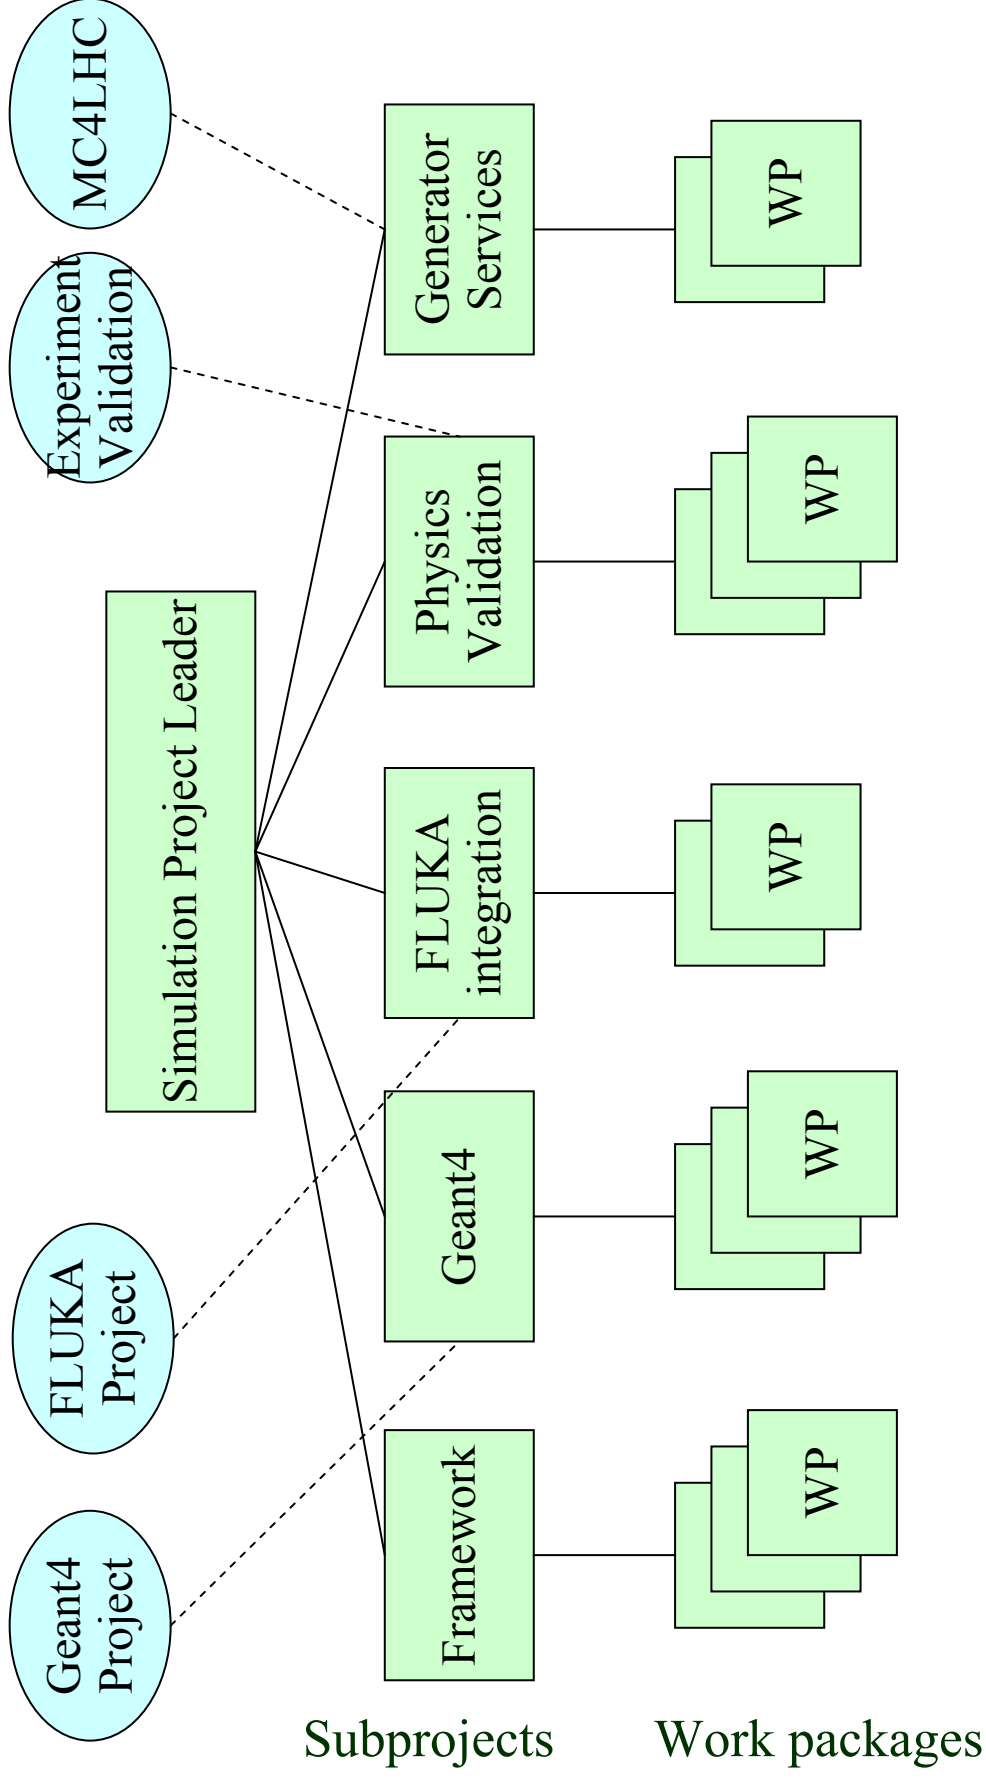 MC4LHC
Experiment
Validation
Simulation Project Leader
FLUKA
Project
Geant4
Project
Generator
Services
Physics
Validation
FLUKA
integration
Geant4
Framework
WP
WP
WP
WP
WP
Subprojects
Work packages